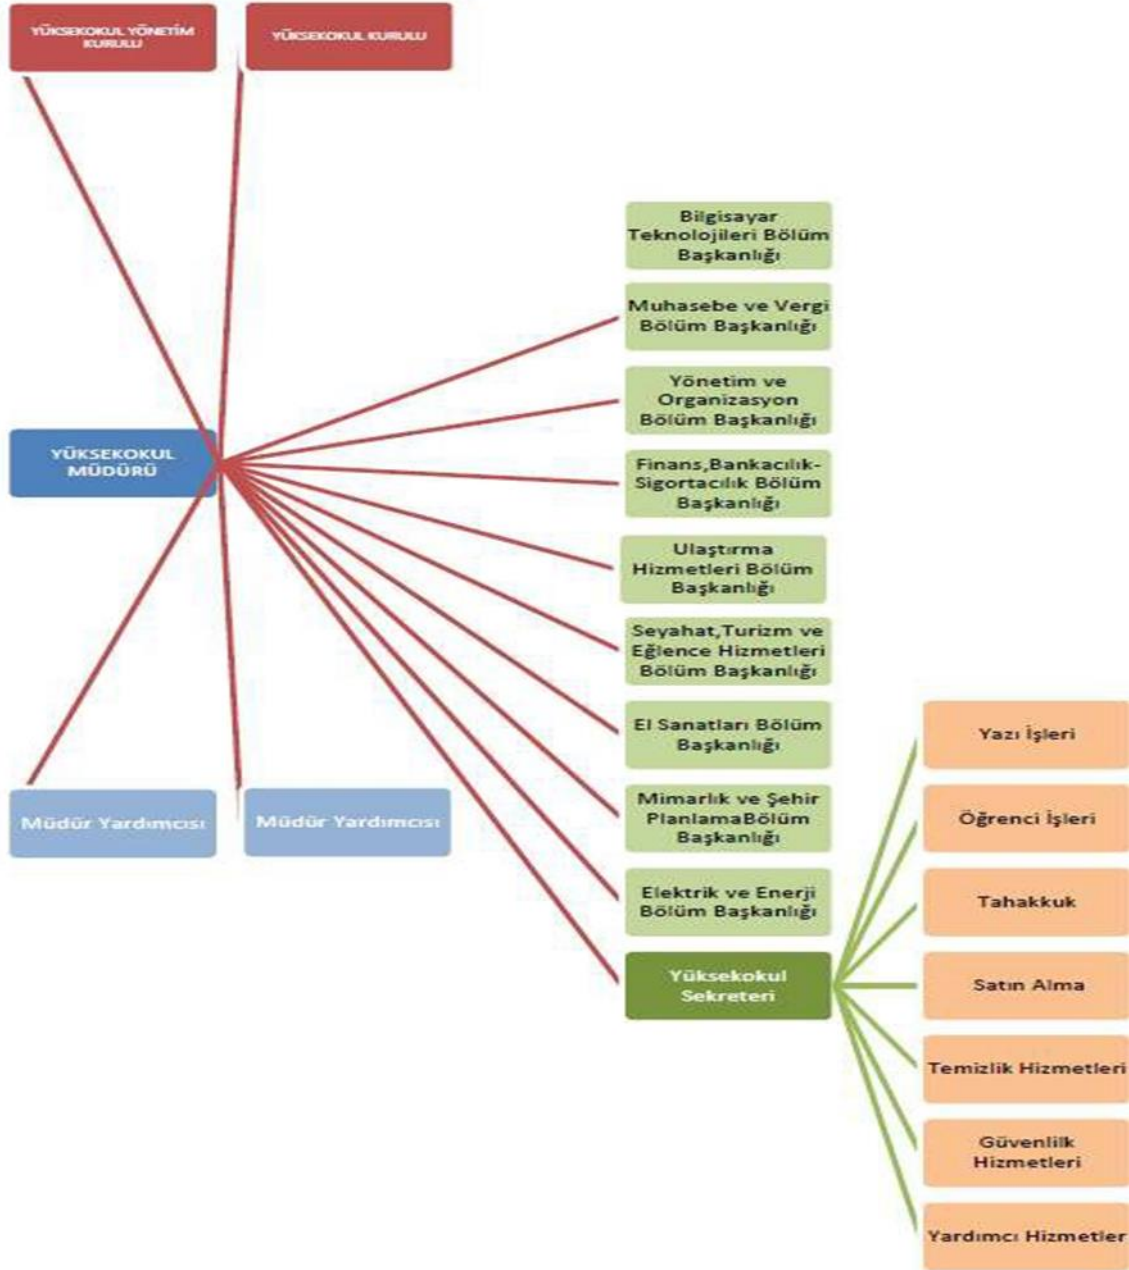 YÜKSEKOKUL YÖNETİM
KURULU
YÜKSEKOKUL KURULU
Bilgisayar
Teknolojileri Bölüm
Başkanlığı
Muhasebe ve Vergi
Bölüm Başkanlığı
Yönetim ve
Organizasyon
Bölüm Başkanlığı
YÜKSEKOKUL
MÜDÜRÜ
Finans,Bankacılık-
Sigortacılık Bölüm
Başkanlığı
Ulaştırma
Hizmetleri Bölüm
Başkanlığı
Seyahat,Turizm ve
Eğlence Hizmetleri
Bölüm Başkanlığı
El Sanatları Bölüm
Başkanlığı
Mimarlık ve Şehir
PlanlamaBölüm
Başkanlığı
Müdür Yardımcısı
Müdür Yardımcısı
Elektrik ve Enerji
Bölüm Başkanlığı
Yüksekokul
Sekreteri
Yazı İşleri
Öğrenci İşleri
Tahakkuk
Satın Alma
Temizlik Hizmetleri
Güvenlilk
Hizmetleri
Yardımcı Hizmetler